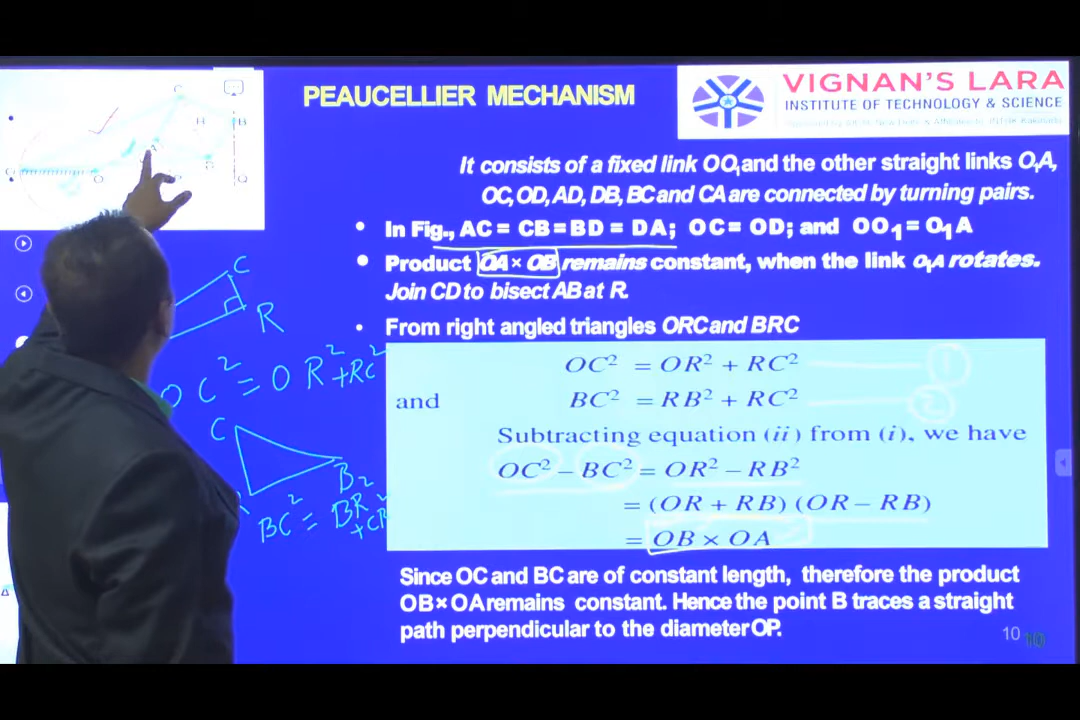 PEAUCELLIER MECHANISM
VIGNAN'S LARA
INSTITUTE OF TECHNOLOGY & SCIENCE
It consists of a fixed link OO1 and the other straight links O1A,
OC, OD, AD, DB, BC and CA are connected by turning pairs.
• In Fig., AC = CB = BD = DA; OC = OD; and OO1 = O1A
• Product OA × OB remains constant, when the link O1A rotates.
Join CD to bisect AB at R.
• From right angled triangles ORC and BRC
OC² = OR² + RC² 1
and BC² = RB² + RC² 2
Subtracting equation (ii) from (i), we have
OC² – BC² = OR² – RB²
= (OR + RB) (OR – RB)
= OB × OA
Since OC and BC are of constant length, therefore the product
OB×OA remains constant. Hence the point B traces a straight
path perpendicular to the diameter OP.
10
10
C
R
OC² = OR² + RC²
C
B
BC² = BR²
C
B
Q
O